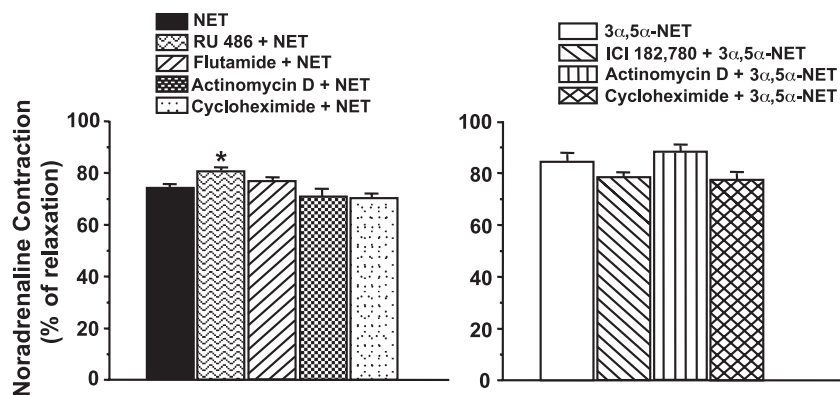 NET
RU 486 + NET
Flutamide + NET
Actinomycin D + NET
Cycloheximide + NET
3α,5α-NET
ICI 182,780 + 3α,5α-NET
Actinomycin D + 3α,5α-NET
Cycloheximide + 3α,5α-NET
Noradrenaline Contraction
(% of relaxation)
100
80
60
40
20
0
*
100
80
60
40
20
0